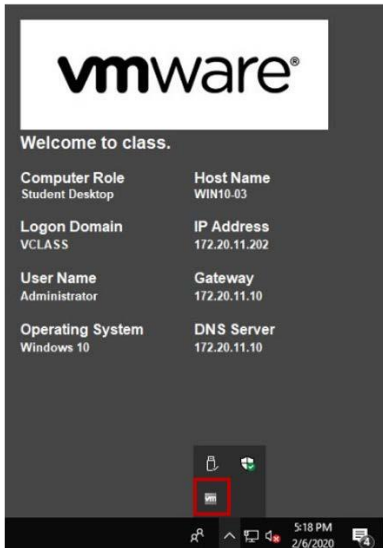 vmware®
Welcome to class.
Computer Role
Student Desktop
Host Name
WIN10-03
Logon Domain
VCLASS
IP Address
172.20.11.202
User Name
Administrator
Gateway
172.20.11.10
Operating System
Windows 10
DNS Server
172.20.11.10
vm
5:18 PM
2/6/2020
4